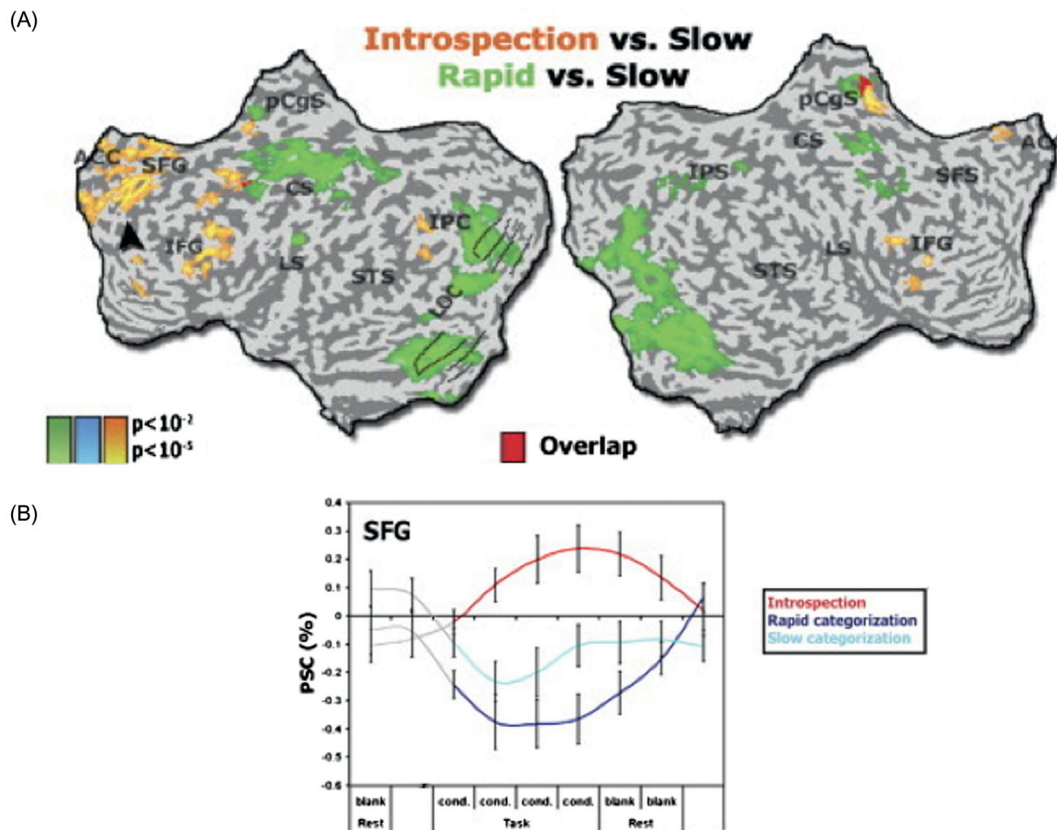 (A)
Introspection vs. Slow
Rapid vs. Slow
pCgS
pCgS
ACC
SFG
CS
AC
CS
IPS
SFS
IPC
IFG
LS
LS
IFG
STS
STS
LOC
p<10⁻²
p<10⁻⁵
Overlap
(B)
SFG
0.4
0.3
0.2
0.1
0
-0.1
-0.2
-0.3
-0.4
-0.5
-0.6
PSC (%)
Introspection
Rapid categorization
Slow categorization
blank cond. cond. cond. cond. blank blank
Rest Task Rest